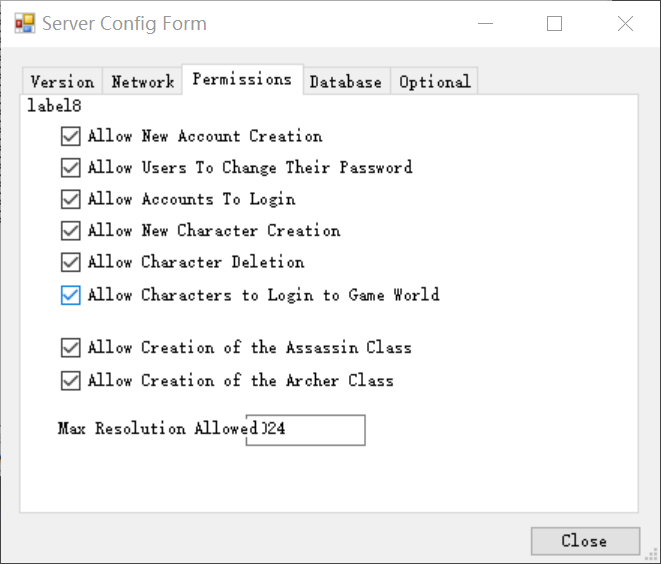 Server Config Form
Version Network Permissions Database Optional
label8
Allow New Account Creation
Allow Users To Change Their Password
Allow Accounts To Login
Allow New Character Creation
Allow Character Deletion
Allow Characters to Login to Game World
Allow Creation of the Assassin Class
Allow Creation of the Archer Class
Max Resolution Allowed
Close